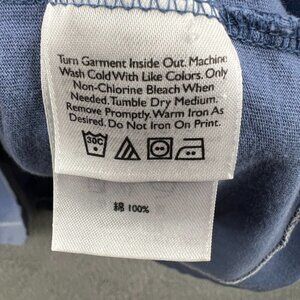 Turn Garment Inside Out. Machine
Wash Cold With Like Colors. Only
Non-Chlorine Bleach When
Needed. Tumble Dry Medium.
Remove Promptly. Warm Iron As
Desired. Do Not Iron On Print.
30C
綿 100%